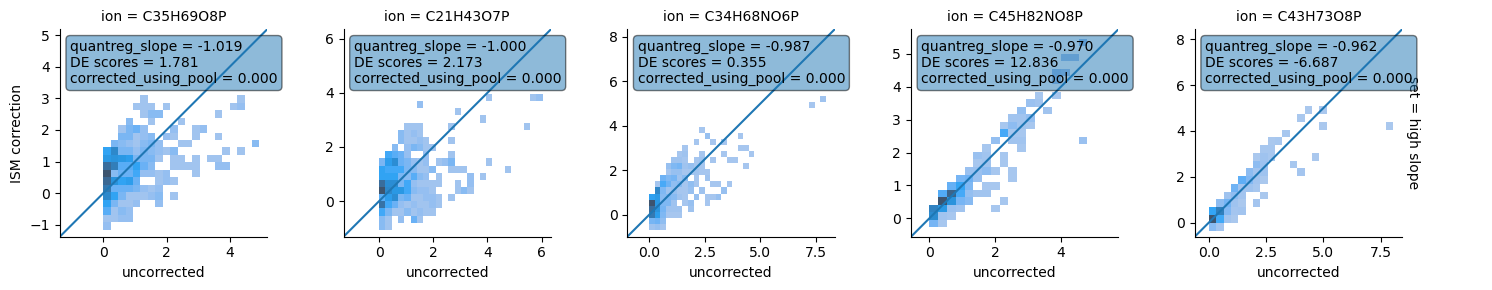 ion = C35H69O8P
ion = C21H43O7P
ion = C34H68NO6P
ion = C45H82NO8P
ion = C43H73O8P
quantreg_slope = -1.019
DE scores = 1.781
corrected_using_pool = 0.000
quantreg_slope = -1.000
DE scores = 2.173
corrected_using_pool = 0.000
quantreg_slope = -0.987
DE scores = 0.355
corrected_using_pool = 0.000
quantreg_slope = -0.970
DE scores = 12.836
corrected_using_pool = 0.000
quantreg_slope = -0.962
DE scores = -6.687
corrected_using_pool = 0.000
ISM correction
5
4
3
2
1
0
−1
0
2
4
uncorrected
6
4
2
0
0
2
4
6
uncorrected
8
6
4
2
0
0.0
2.5
5.0
7.5
uncorrected
5
4
3
2
1
0
0
2
4
uncorrected
8
6
4
2
0
0.0
2.5
5.0
7.5
uncorrected
set = high slope